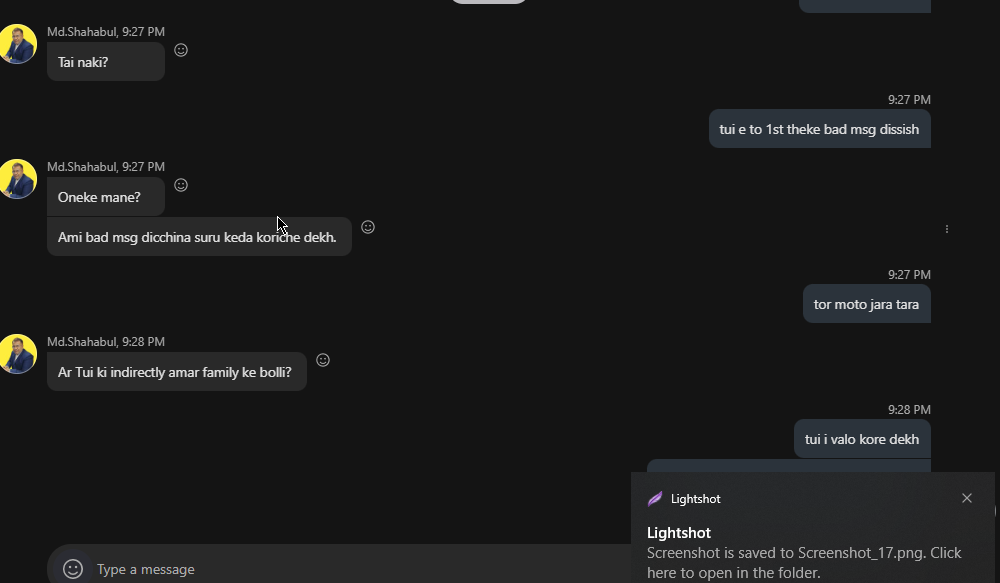 Md.Shahabul, 9:27 PM
Tai naki?
9:27 PM
tui e to 1st theke bad msg dissish
Md.Shahabul, 9:27 PM
Oneke mane?
Ami bad msg dicchina suru keda koriche dekh.
9:27 PM
tor moto jara tara
Md.Shahabul, 9:28 PM
Ar Tui ki indirectly amar family ke bolli?
9:28 PM
tui i valo kore dekh
Lightshot
Lightshot
Screenshot is saved to Screenshot_17.png. Click
here to open in the folder.
Type a message